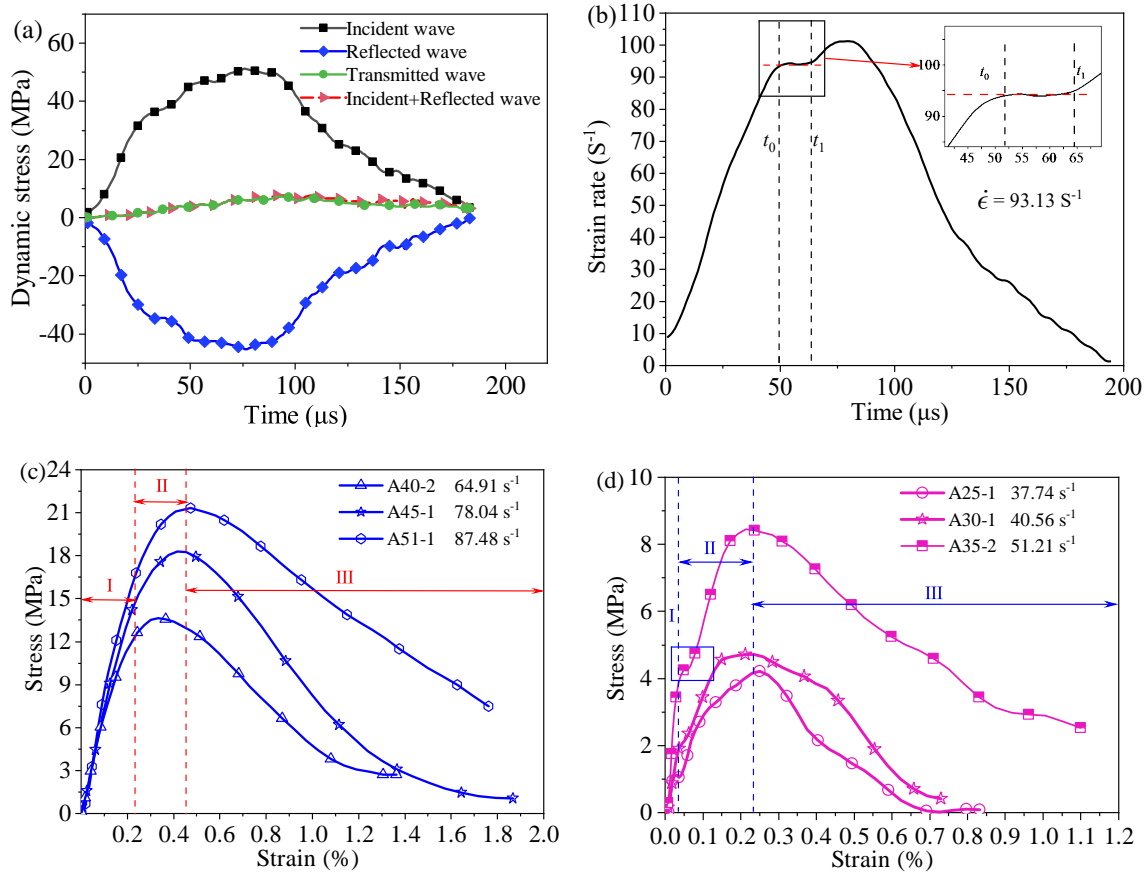 (a)
Incident wave
Reflected wave
Transmitted wave
Incident+Reflected wave
Dynamic stress (MPa)
60
40
20
0
-20
-40
0
50
100
150
200
Time (μs)
(b)
Strain rate (S⁻¹)
110
100
90
80
70
60
50
40
30
20
10
0
t₀
t₁
100
90
t₀
t₁
45
50
55
60
65
ε̇ = 93.13 S⁻¹
0
50
100
150
200
Time (μs)
(c)
Stress (MPa)
24
21
18
15
12
9
6
3
0
I
II
III
A40-2 64.91 s⁻¹
A45-1 78.04 s⁻¹
A51-1 87.48 s⁻¹
0.2
0.4
0.6
0.8
1.0
1.2
1.4
1.6
1.8
2.0
Strain (%)
(d)
Stress (MPa)
10
8
6
4
2
0
I
II
III
A25-1 37.74 s⁻¹
A30-1 40.56 s⁻¹
A35-2 51.21 s⁻¹
0.0
0.1
0.2
0.3
0.4
0.5
0.6
0.7
0.8
0.9
1.0
1.1
1.2
Strain (%)